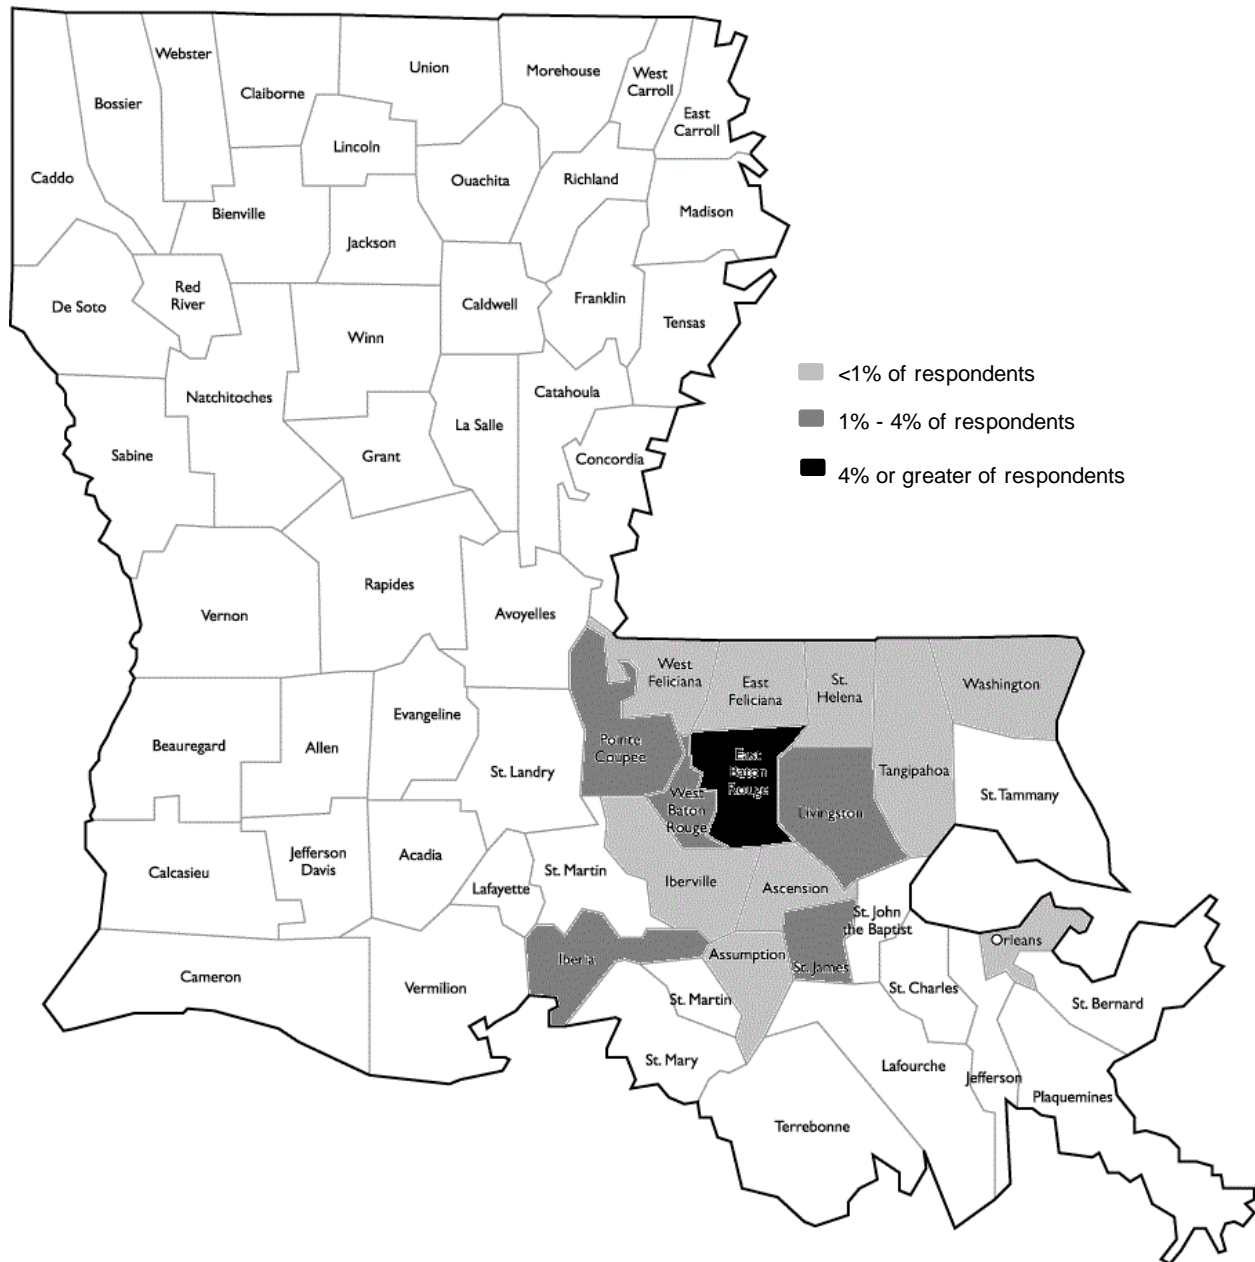 Webster
Union
Morehouse
West
Carroll
Bossier
Claiborne
East
Carroll
Lincoln
Caddo
Ouachita
Richland
Bienville
Madison
Jackson
Red
River
De Soto
Caldwell
Franklin
Tensas
Winn
<1% of respondents
Natchitoches
Catahoula
1% - 4% of respondents
La Salle
Sabine
Grant
Concordia
4% or greater of respondents
Rapides
Vernon
Avoyelles
West
Feliciana
East
Feliciana
St.
Helena
Washington
Evangeline
Beauregard
Allen
Pointe
Coupee
East
Baton
Rouge
St. Landry
Tangipahoa
St. Tammany
West
Baton
Rouge
Livingston
Jefferson
Davis
Acadia
Calcasieu
St. Martin
Lafayette
Iberville
Ascension
St. John
the Baptist
Orleans
Iberia
Assumption
St. James
Cameron
Vermilion
St. Martin
St. Charles
St. Bernard
St. Mary
Lafourche
Jefferson
Plaquemines
Terrebonne